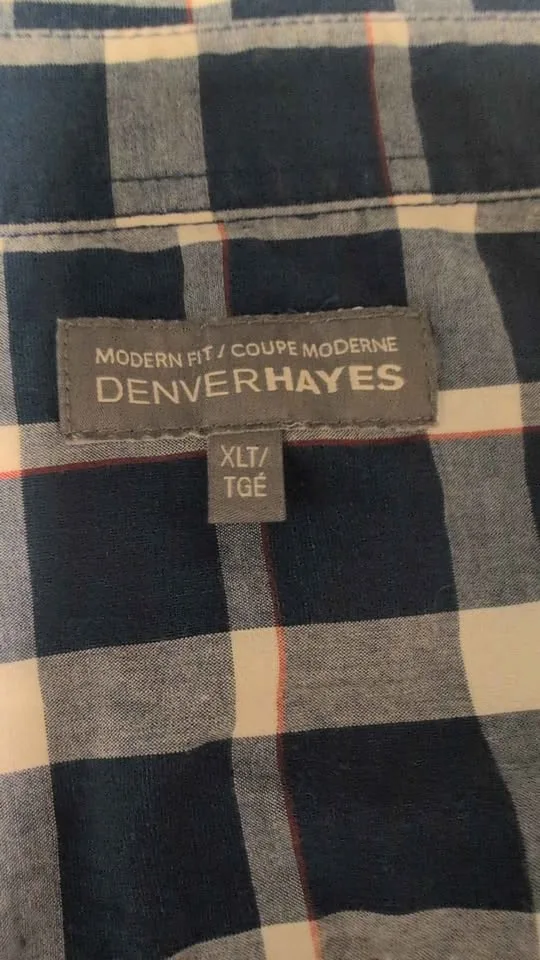 MODERN FIT / COUPE MODERNE
DENVERHAYES
XLT/
TGÉ